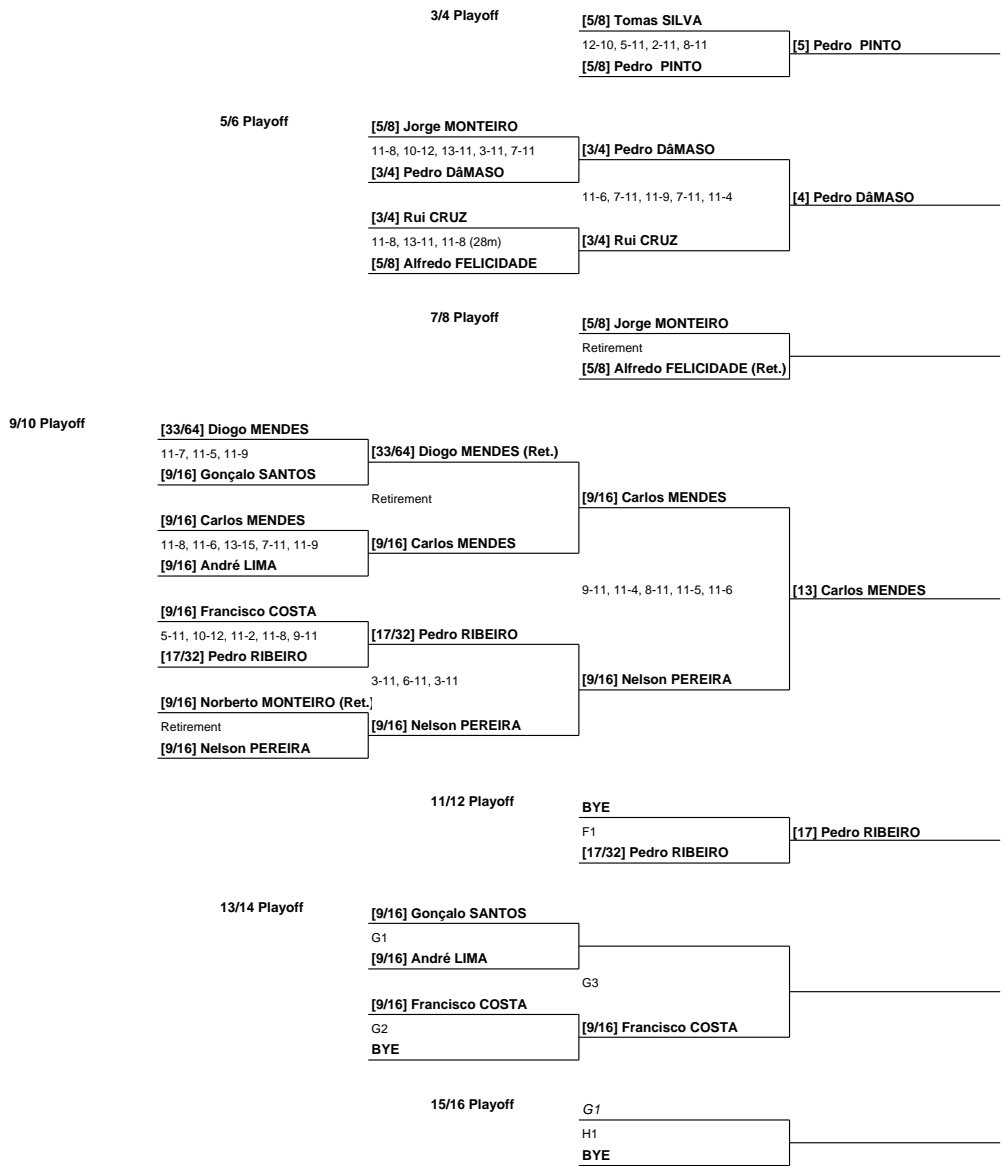 3/4 Playoff
[5/8] Tomas SILVA
12-10, 5-11, 2-11, 8-11
[5] Pedro  PINTO
[5/8] Pedro  PINTO
5/6 Playoff
[5/8] Jorge MONTEIRO
11-8, 10-12, 13-11, 3-11, 7-11
[3/4] Pedro DâMASO
[3/4] Pedro DâMASO
11-6, 7-11, 11-9, 7-11, 11-4
[4] Pedro DâMASO
[3/4] Rui CRUZ
11-8, 13-11, 11-8 (28m)
[3/4] Rui CRUZ
[5/8] Alfredo FELICIDADE
7/8 Playoff
[5/8] Jorge MONTEIRO
Retirement
[5/8] Alfredo FELICIDADE (Ret.)
9/10 Playoff
[33/64] Diogo MENDES
11-7, 11-5, 11-9
[33/64] Diogo MENDES (Ret.)
[9/16] Gonçalo SANTOS
Retirement
[9/16] Carlos MENDES
[9/16] Carlos MENDES
11-8, 11-6, 13-15, 7-11, 11-9
[9/16] Carlos MENDES
[9/16] André LIMA
9-11, 11-4, 8-11, 11-5, 11-6
[13] Carlos MENDES
[9/16] Francisco COSTA
5-11, 10-12, 11-2, 11-8, 9-11
[17/32] Pedro RIBEIRO
[17/32] Pedro RIBEIRO
3-11, 6-11, 3-11
[9/16] Nelson PEREIRA
[9/16] Norberto MONTEIRO (Ret.)
Retirement
[9/16] Nelson PEREIRA
[9/16] Nelson PEREIRA
11/12 Playoff
BYE
F1
[17] Pedro RIBEIRO
[17/32] Pedro RIBEIRO
13/14 Playoff
[9/16] Gonçalo SANTOS
G1
[9/16] André LIMA
G3
[9/16] Francisco COSTA
G2
[9/16] Francisco COSTA
BYE
15/16 Playoff
G1
H1
BYE